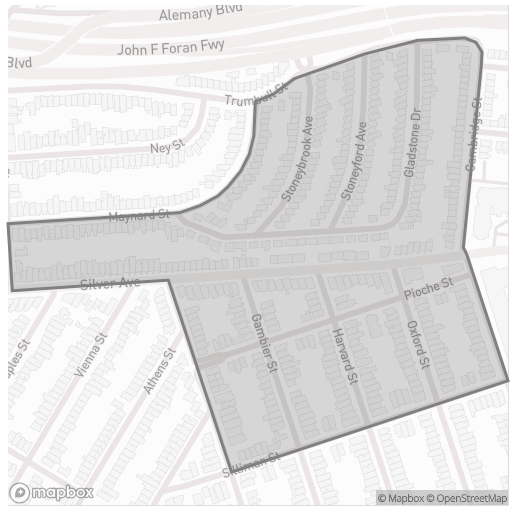 Alemany Blvd
John F Foran Fwy
Blvd
Trumbull St
Ney St
Stoneybrook Ave
Stoneyford Ave
Gladstone Dr
Cambridge St
Maynard St
Silver Ave
Pioche St
Gambier St
Harvard St
Oxford St
ples St
Vienna St
Athens St
Silliman St
mapbox
© Mapbox © OpenStreetMap